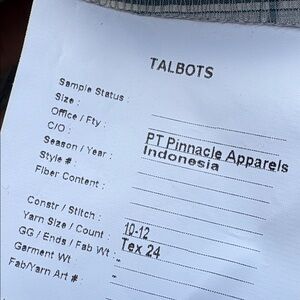 TALBOTS
Sample Status :
Size :
Office / Fty : PT Pinnacle Apparels
C/O : Indonesia
Season / Year :
Style # :
Fiber Content :
Constr / Stitch :
Yarn Size / Count : 10-12
GG / Ends / Fab Wt : Tex 24
Garment Wt : -
Fab/Yarn Art # : -